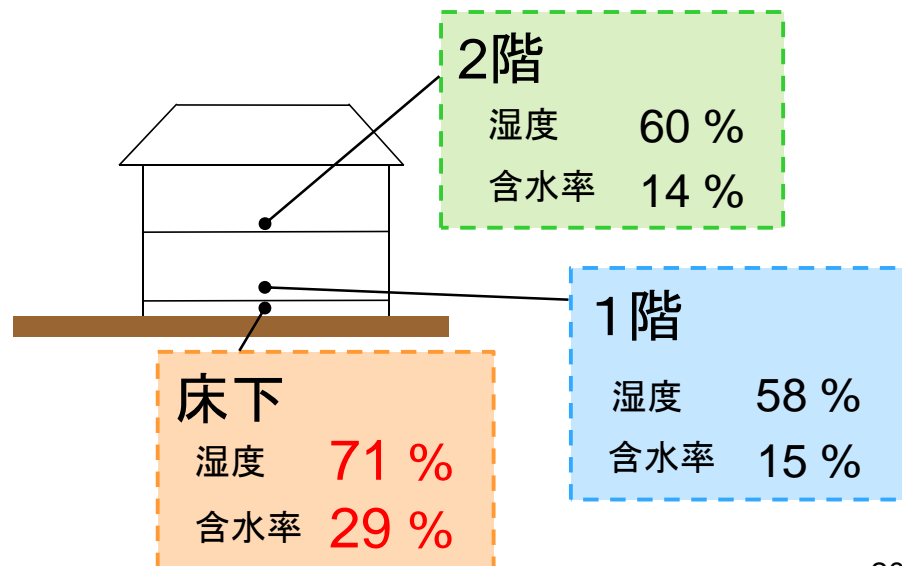 2階
湿度 60 %
含水率 14 %
1階
湿度 58 %
含水率 15 %
床下
湿度 71 %
含水率 29 %